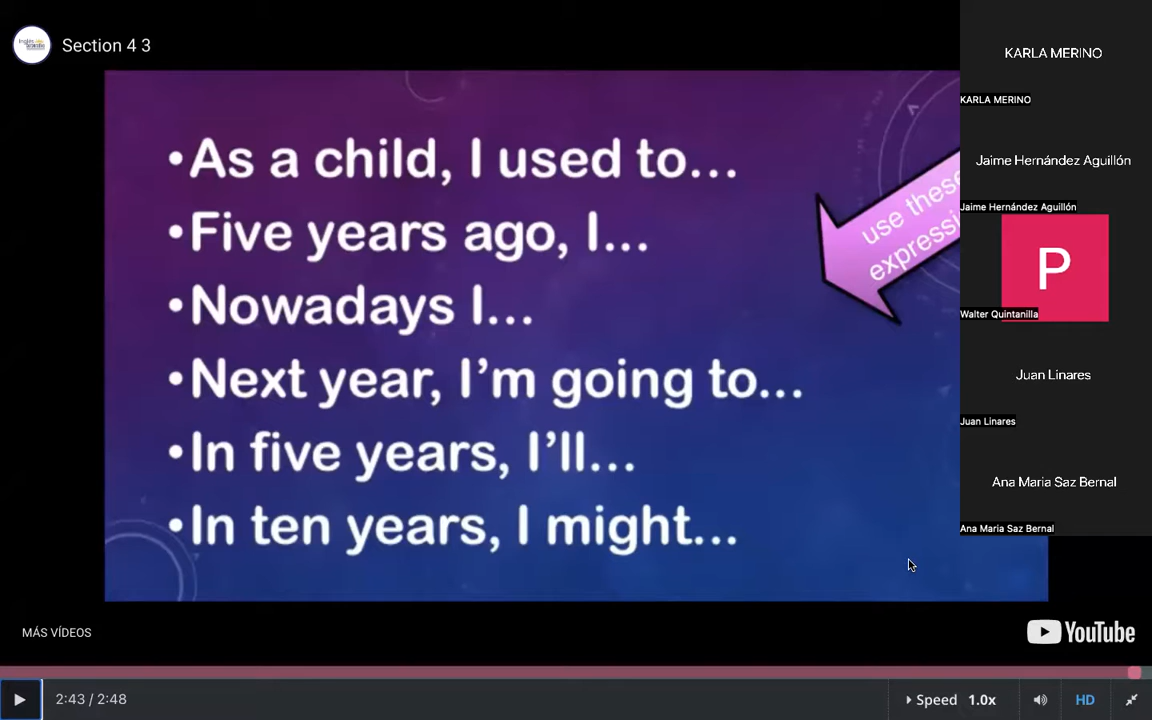 Section 4 3
•As a child, I used to...
•Five years ago, I...
•Nowadays I...
•Next year, I'm going to...
•In five years, I'll...
•In ten years, I might...
use these
KARLA MERINO
KARLA MERINO
Jaime Hernández Aguillón
Jaime Hernández Aguillón
P
Walter Quintanilla
Juan Linares
Juan Linares
Ana Maria Saz Bernal
Ana Maria Saz Bernal
MÁS VÍDEOS
YouTube
2:43 / 2:48
Speed 1.0x
HD